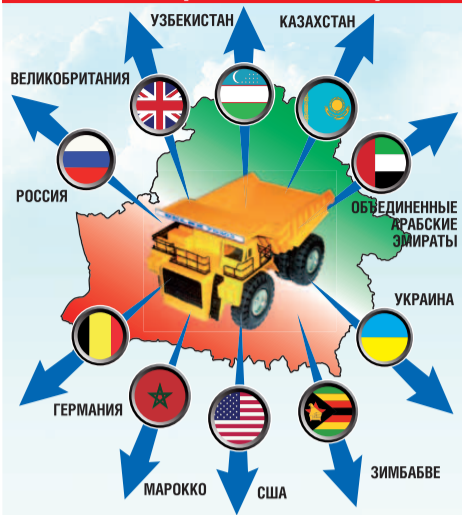 УЗБЕКИСТАН
КАЗАХСТАН
ВЕЛИКОБРИТАНИЯ
РОССИЯ
ОБЪЕДИНЕННЫЕ
АРАБСКИЕ
ЭМИРАТЫ
УКРАИНА
ГЕРМАНИЯ
ЗИМБАБВЕ
МАРОККО
США